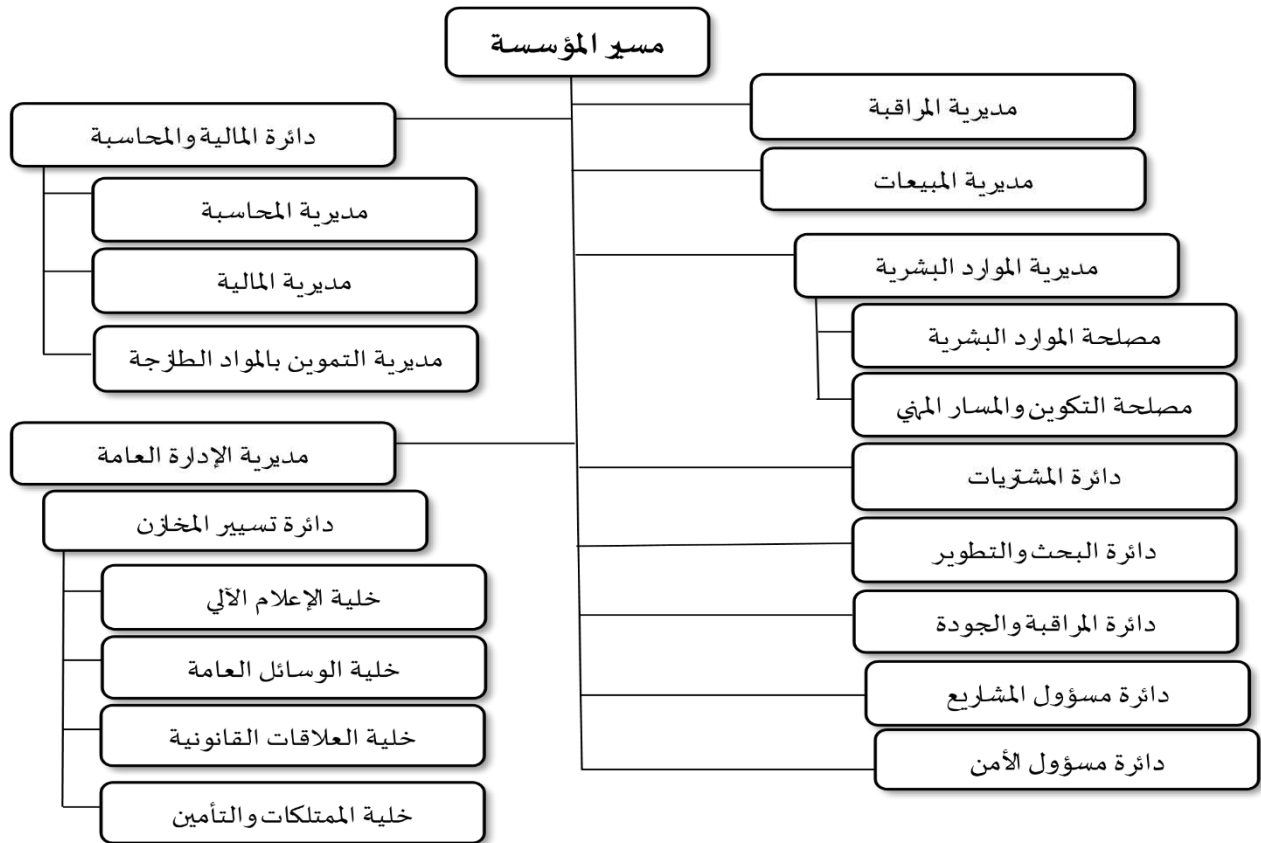 مسير المؤسسة
مديرية المراقبة
مديرية المبيعات
مديرية الموارد البشرية
مصلحة الموارد البشرية
مصلحة التكوين والمسار المهني
دائرة المشتريات
دائرة البحث والتطوير
دائرة المراقبة والجودة
دائرة مسؤول المشاريع
دائرة مسؤول الأمن
دائرة المالية والمحاسبة
مديرية المحاسبة
مديرية المالية
مديرية التموين بالمواد الطازجة
مديرية الإدارة العامة
دائرة تسيير المخازن
خلية الإعلام الآلي
خلية الوسائل العامة
خلية العلاقات القانونية
خلية الممتلكات والتأمين